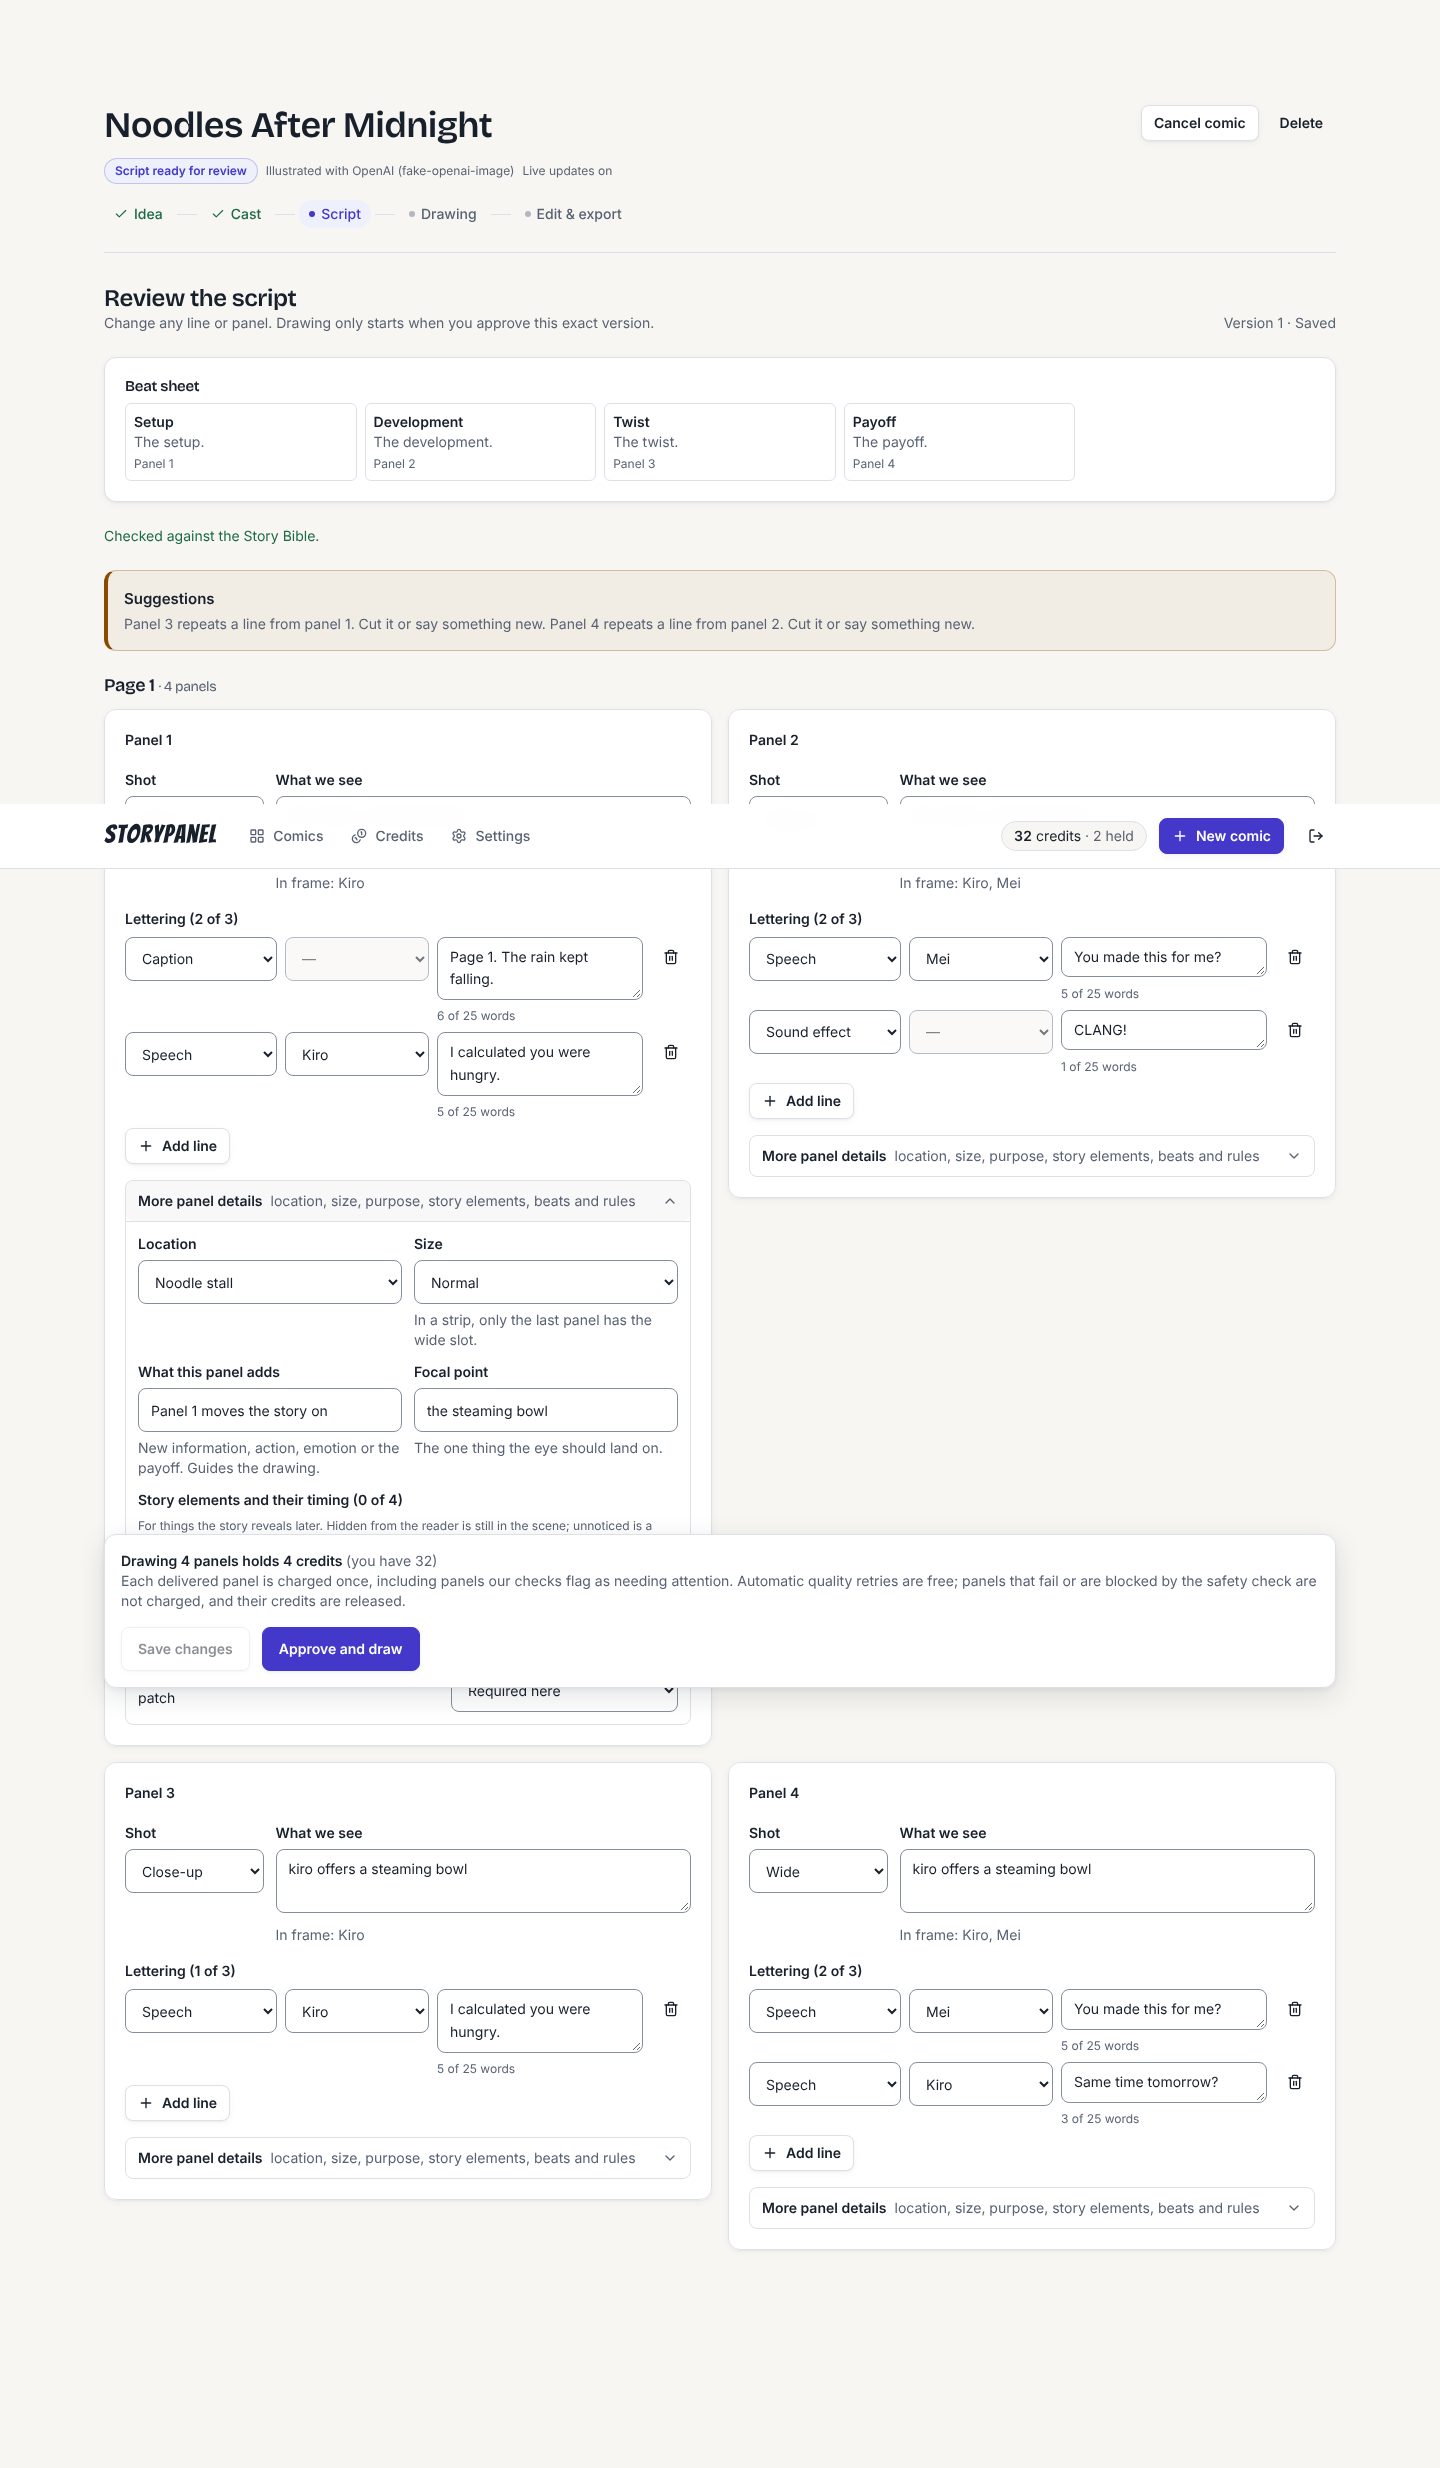 Noodles After Midnight
Cancel comic
Delete
Script ready for review
Illustrated with OpenAI (fake-openai-image)
Live updates on
Idea
Cast
Script
Drawing
Edit & export
Review the script
Change any line or panel. Drawing only starts when you approve this exact version.
Version 1 · Saved
Beat sheet
Setup
The setup.
Panel 1
Development
The development.
Panel 2
Twist
The twist.
Panel 3
Payoff
The payoff.
Panel 4
Checked against the Story Bible.
Suggestions
Panel 3 repeats a line from panel 1. Cut it or say something new. Panel 4 repeats a line from panel 2. Cut it or say something new.
Page 1 · 4 panels
Panel 1
Shot
What we see
Panel 2
Shot
What we see
STORYPANEL
Comics
Credits
Settings
32 credits · 2 held
New comic
In frame: Kiro
Lettering (2 of 3)
Caption
—
Page 1. The rain kept
falling.
6 of 25 words
Speech
Kiro
I calculated you were
hungry.
5 of 25 words
Add line
More panel details location, size, purpose, story elements, beats and rules
Location
Noodle stall
Size
Normal
In a strip, only the last panel has the
wide slot.
What this panel adds
Panel 1 moves the story on
New information, action, emotion or the
payoff. Guides the drawing.
Focal point
the steaming bowl
The one thing the eye should land on.
Story elements and their timing (0 of 4)
For things the story reveals later. Hidden from the reader is still in the scene; unnoticed is a
In frame: Kiro, Mei
Lettering (2 of 3)
Speech
Mei
You made this for me?
5 of 25 words
Sound effect
—
CLANG!
1 of 25 words
Add line
More panel details location, size, purpose, story elements, beats and rules
Drawing 4 panels holds 4 credits (you have 32)
Each delivered panel is charged once, including panels our checks flag as needing attention. Automatic quality retries are free; panels that fail or are blocked by the safety check are
not charged, and their credits are released.
Save changes
Approve and draw
patch
Required here
Panel 3
Shot
Close-up
What we see
kiro offers a steaming bowl
In frame: Kiro
Lettering (1 of 3)
Speech
Kiro
I calculated you were
hungry.
5 of 25 words
Add line
More panel details location, size, purpose, story elements, beats and rules
Panel 4
Shot
Wide
What we see
kiro offers a steaming bowl
In frame: Kiro, Mei
Lettering (2 of 3)
Speech
Mei
You made this for me?
5 of 25 words
Speech
Kiro
Same time tomorrow?
3 of 25 words
Add line
More panel details location, size, purpose, story elements, beats and rules